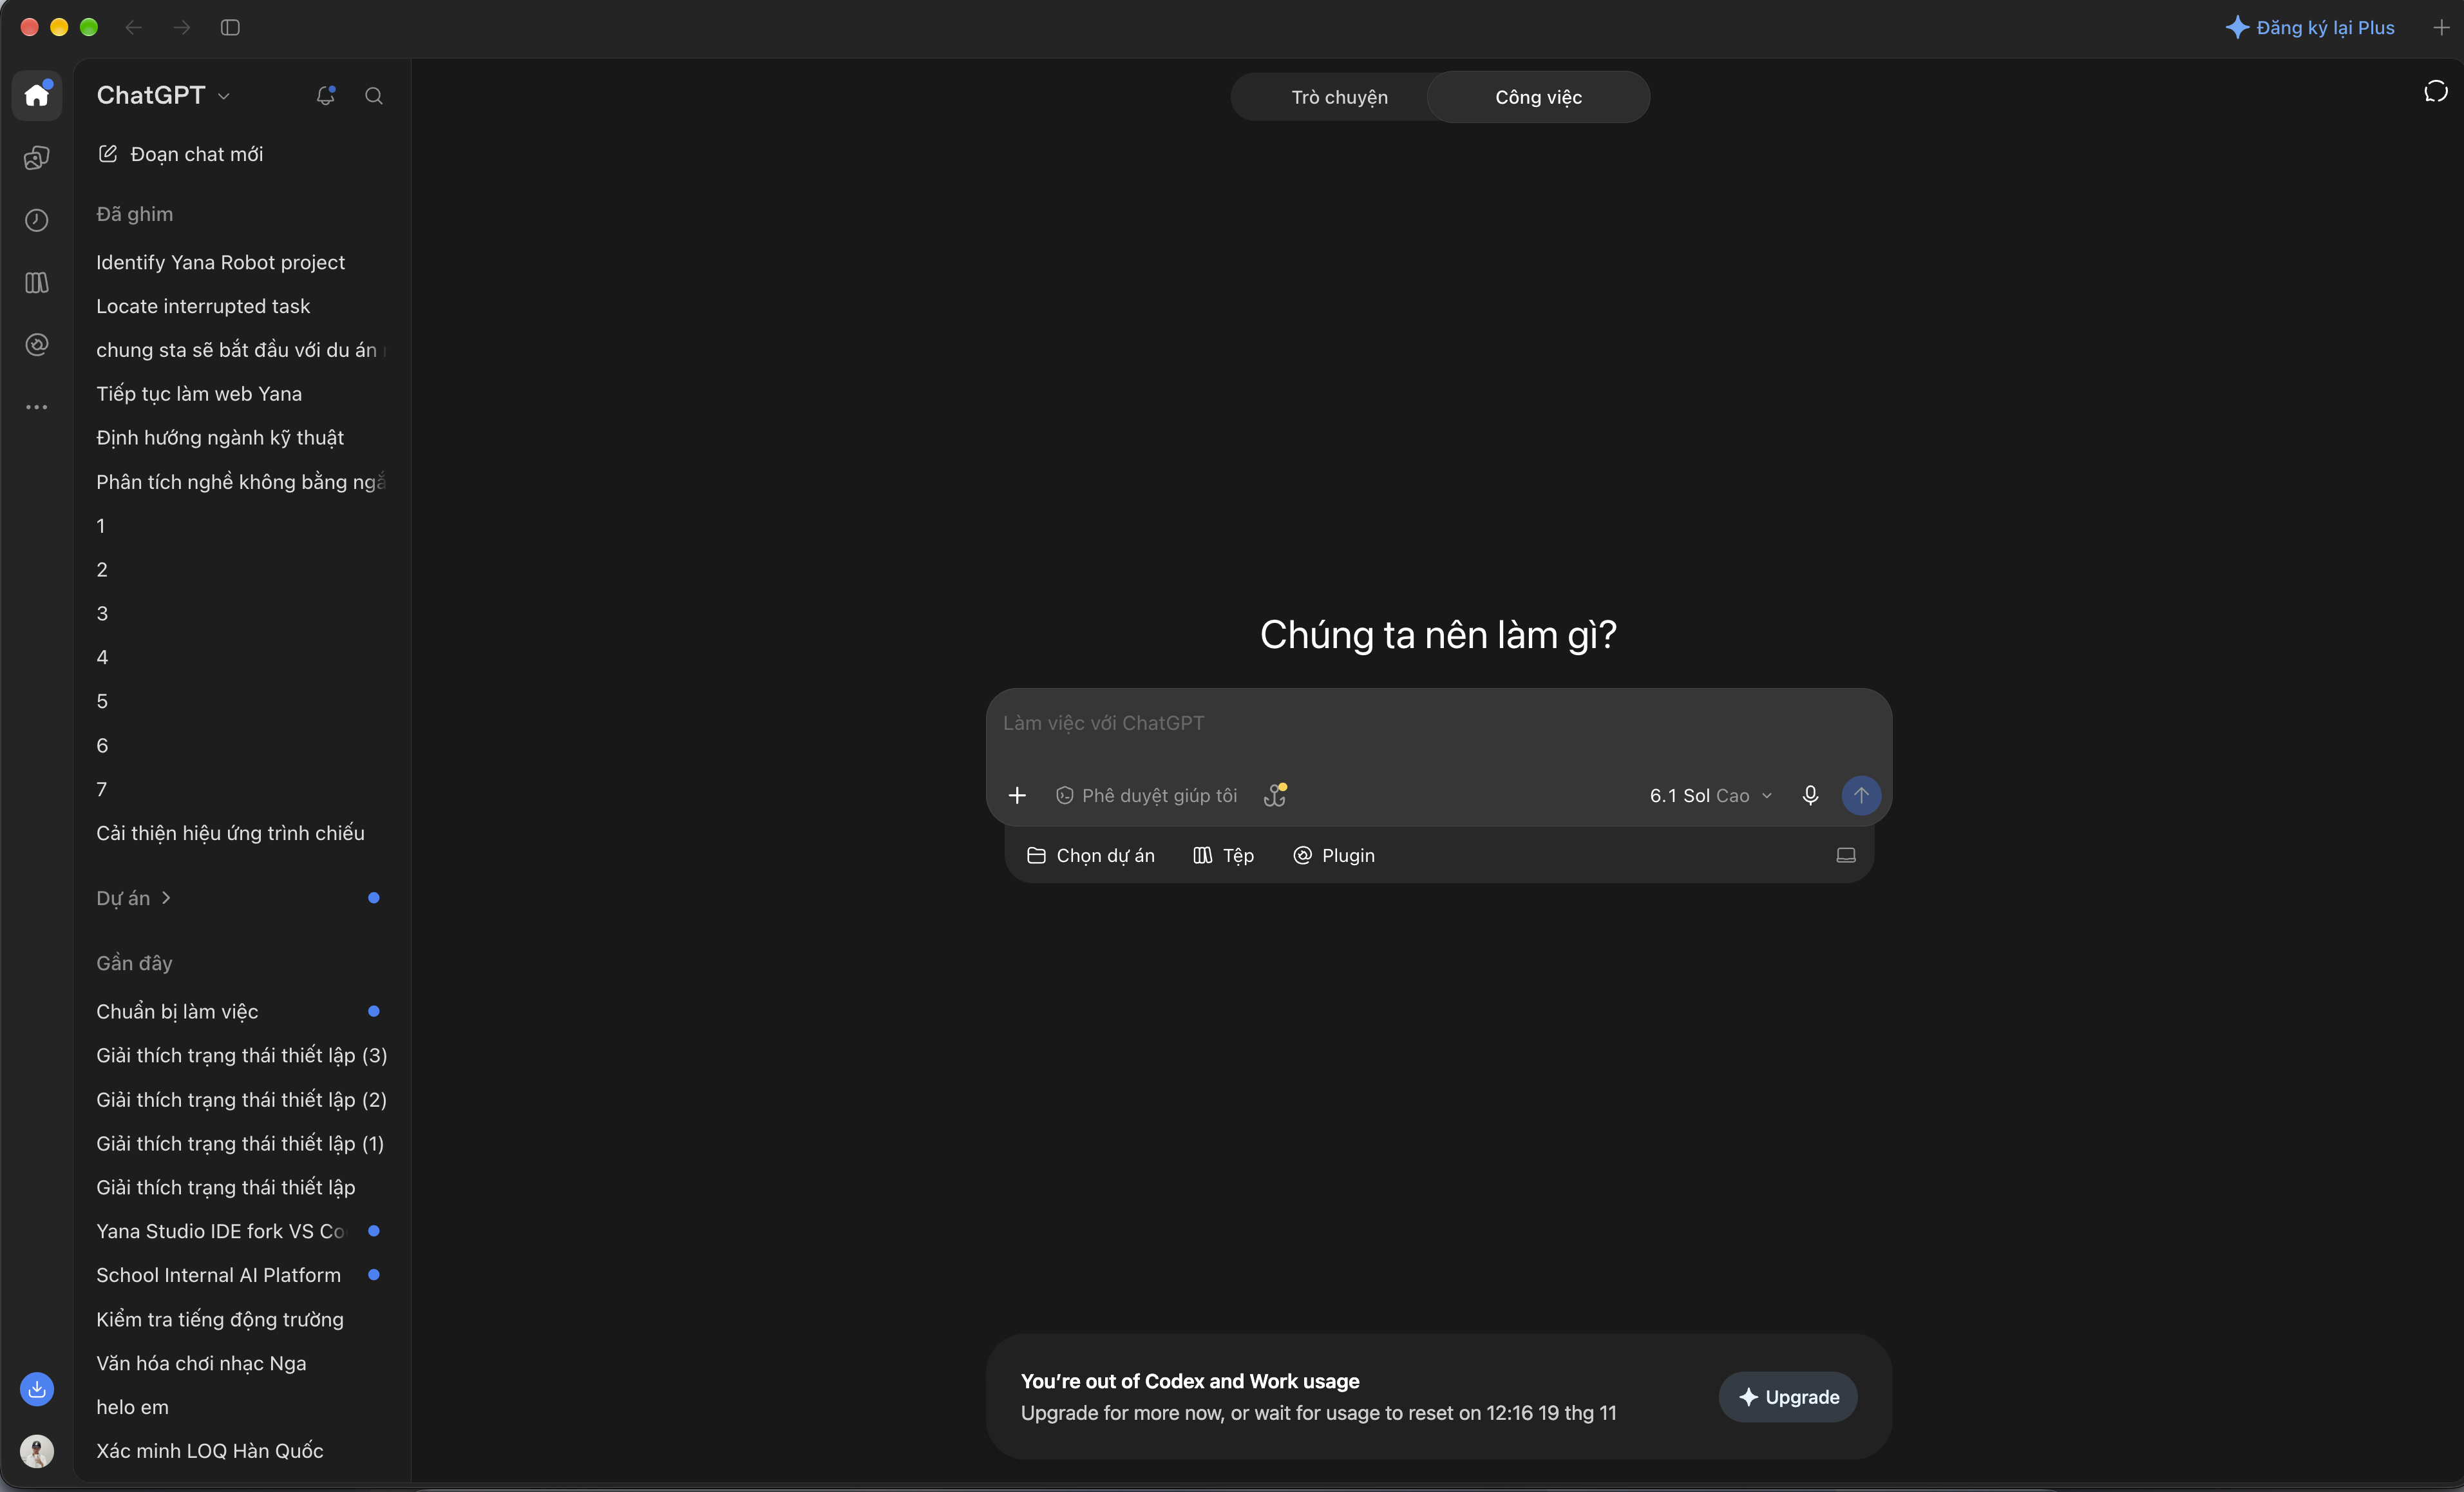 Đăng ký lại Plus
ChatGPT
Trò chuyện
Công việc
Đoạn chat mới
Đã ghim
Identify Yana Robot project
Locate interrupted task
chung sta sẽ bắt đầu với du án
Tiếp tục làm web Yana
Định hướng ngành kỹ thuật
Phân tích nghề không bằng ngắ
1
2
3
4
5
6
7
Cải thiện hiệu ứng trình chiếu
Dự án
Gần đây
Chuẩn bị làm việc
Giải thích trạng thái thiết lập (3)
Giải thích trạng thái thiết lập (2)
Giải thích trạng thái thiết lập (1)
Giải thích trạng thái thiết lập
Yana Studio IDE fork VS Co
School Internal AI Platform
Kiểm tra tiếng động trường
Văn hóa chơi nhạc Nga
helo em
Xác minh LOQ Hàn Quốc
Chúng ta nên làm gì?
Làm việc với ChatGPT
Phê duyệt giúp tôi
6.1 Sol Cao
Chọn dự án
Tệp
Plugin
You're out of Codex and Work usage
Upgrade for more now, or wait for usage to reset on 12:16 19 thg 11
Upgrade